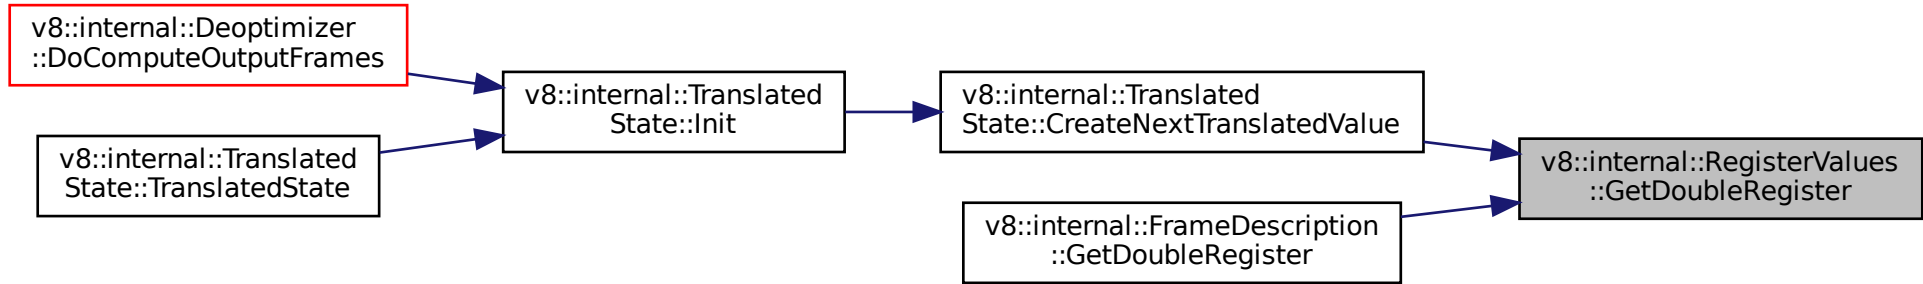 v8::internal::Deoptimizer
::DoComputeOutputFrames
v8::internal::Translated
State::TranslatedState
v8::internal::Translated
State::Init
v8::internal::Translated
State::CreateNextTranslatedValue
v8::internal::FrameDescription
::GetDoubleRegister
v8::internal::RegisterValues
::GetDoubleRegister